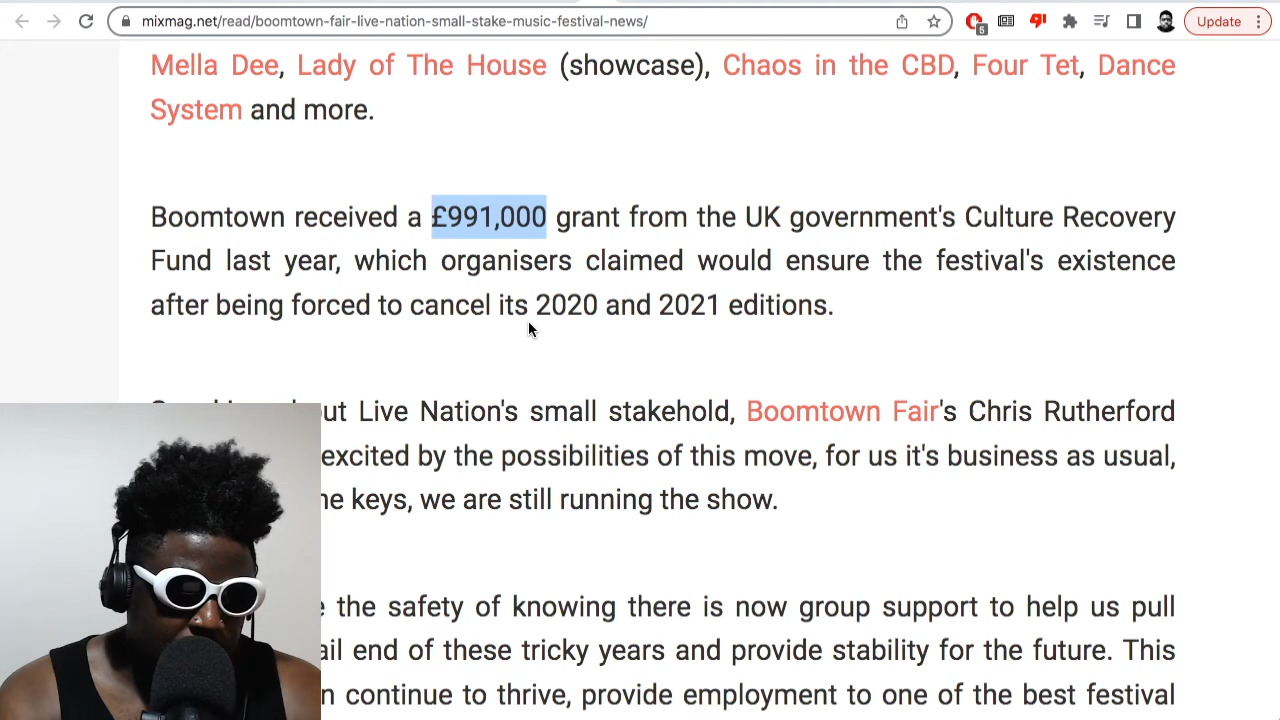 mixmag.net/read/boomtown-fair-live-nation-small-stake-music-festival-news/
5
Update
Mella Dee, Lady of The House (showcase), Chaos in the CBD, Four Tet, Dance
System and more.
Boomtown received a £991,000 grant from the UK government's Culture Recovery
Fund last year, which organisers claimed would ensure the festival's existence
after being forced to cancel its 2020 and 2021 editions.
Live Nation's small stakehold, Boomtown Fair's Chris Rutherford
excited by the possibilities of this move, for us it's business as usual,
keys, we are still running the show.
the safety of knowing there is now group support to help us pull
end of these tricky years and provide stability for the future. This
continue to thrive, provide employment to one of the best festival